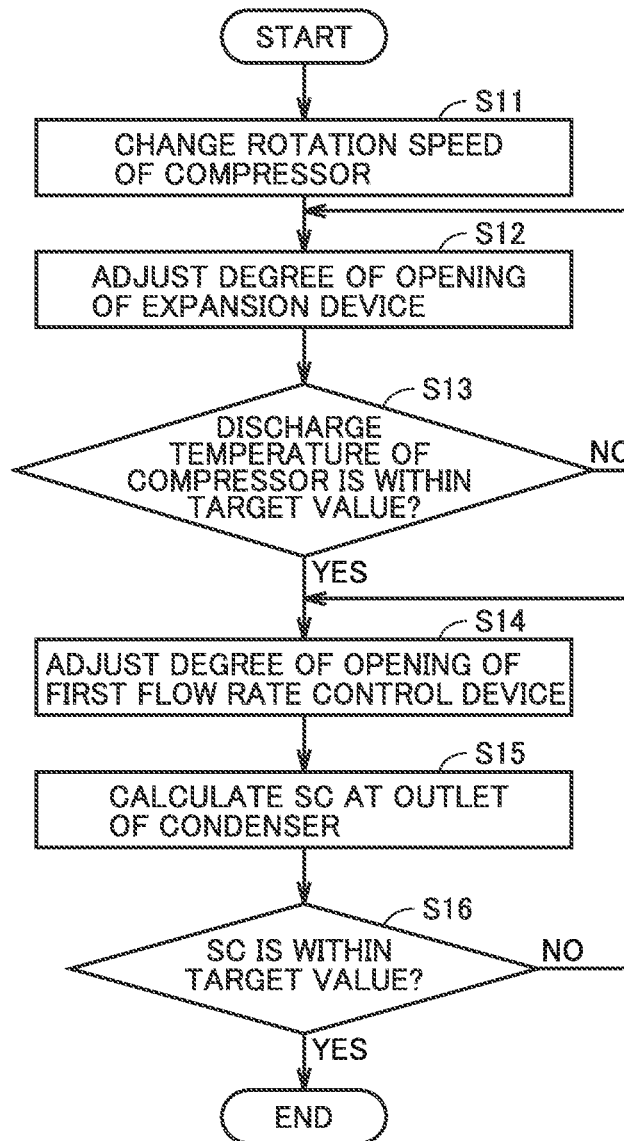 START
S11
CHANGE ROTATION SPEED
OF COMPRESSOR
S12
ADJUST DEGREE OF OPENING
OF EXPANSION DEVICE
S13
DISCHARGE
TEMPERATURE OF
COMPRESSOR IS WITHIN
TARGET VALUE?
NO
YES
S14
ADJUST DEGREE OF OPENING OF
FIRST FLOW RATE CONTROL DEVICE
S15
CALCULATE SC AT OUTLET
OF CONDENSER
S16
SC IS WITHIN
TARGET VALUE?
NO
YES
END